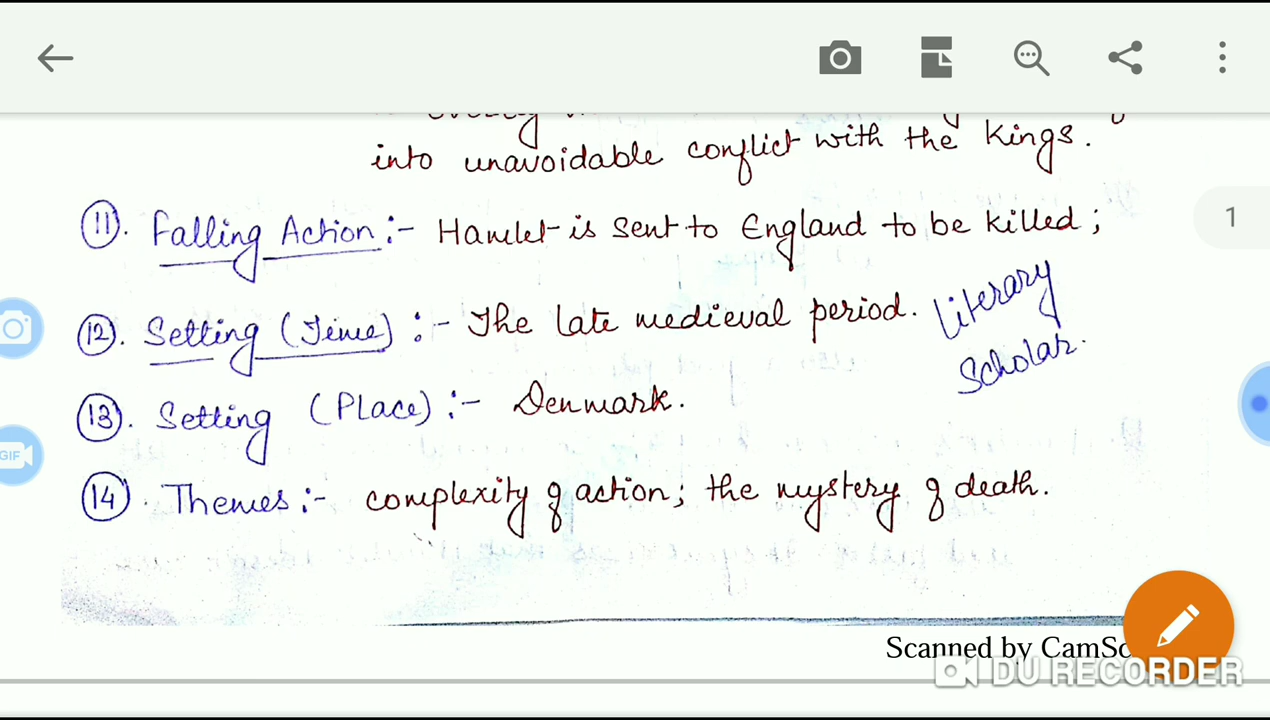 into unavoidable conflict with the Kings.
1
11. Falling Action :- Hamlet is sent to England to be killed;
12. Setting (Time) :- The late medieval period.
Literary
Scholar.
13. Setting (Place) :- Denmark.
GIF
14. Themes :- complexity of action; the mystery of death.
Scanned by CamSc
DU RECORDER